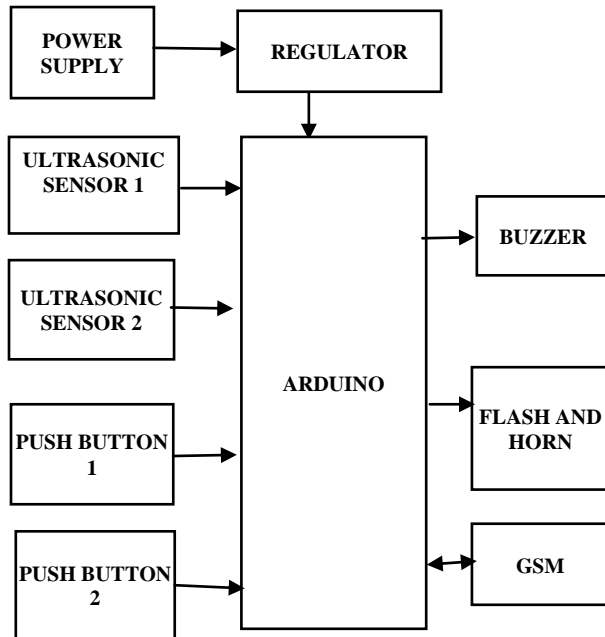 POWER
SUPPLY
REGULATOR
ULTRASONIC
SENSOR 1
ULTRASONIC
SENSOR 2
PUSH BUTTON
1
PUSH BUTTON
2
ARDUINO
BUZZER
FLASH AND
HORN
GSM